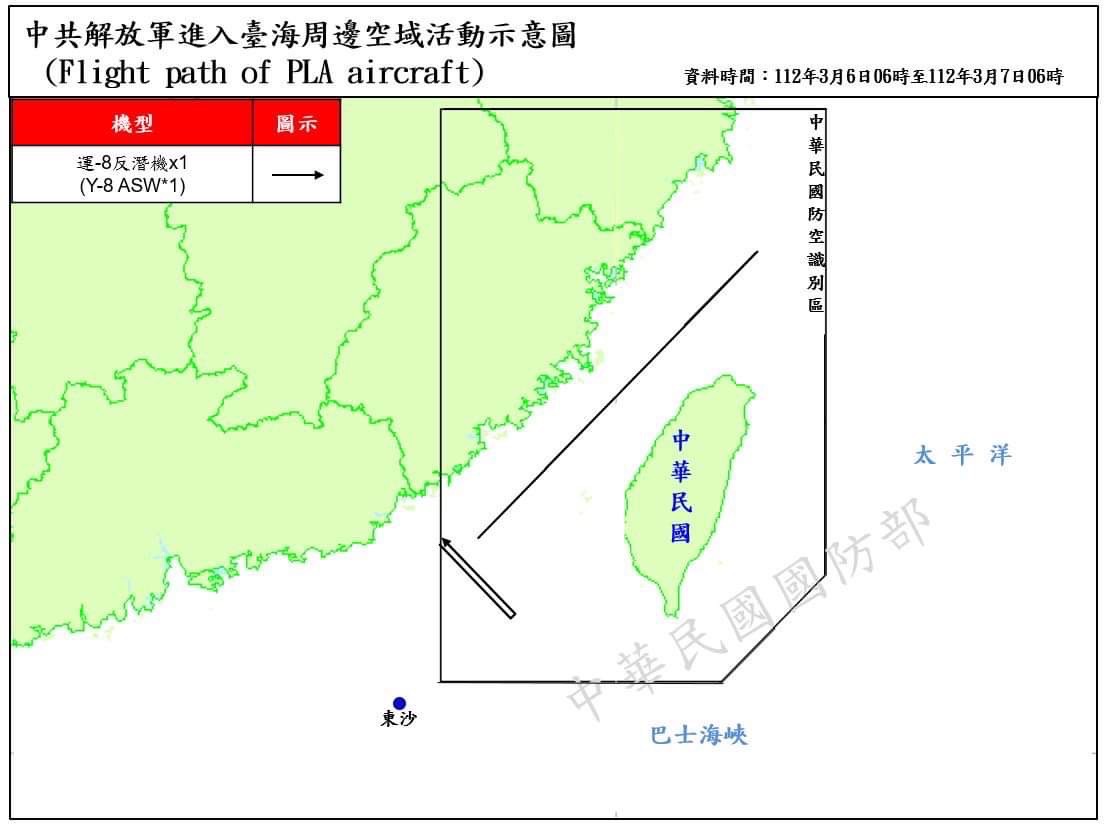 中共解放軍進入臺海周邊空域活動示意圖
(Flight path of PLA aircraft)
資料時間：112年3月6日06時至112年3月7日06時
機型
圖示
運-8反潛機x1
(Y-8 ASW*1)
中華民國防空識別區
中華民國
太平洋
中華民國國防部
東沙
巴士海峽